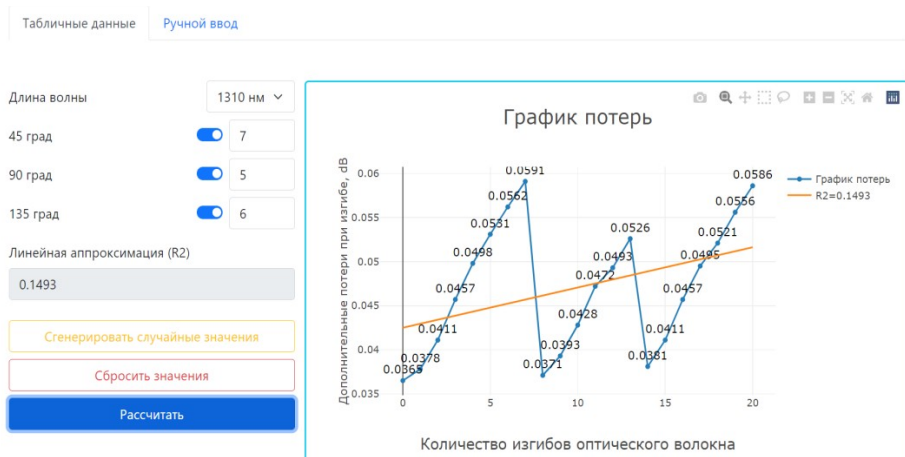 Табличные данные
Ручной ввод
Длина волны
1310 нм
45 град
7
90 град
5
135 град
6
Линейная аппроксимация (R2)
0.1493
Сгенерировать случайные значения
Сбросить значения
Рассчитать
График потерь
Дополнительные потери при изгибе, dB
0.06
0.055
0.05
0.045
0.04
0.035
0.0365
0.0378
0.0411
0.0457
0.0498
0.0531
0.0562
0.0591
0.0371
0.0393
0.0428
0.0472
0.0493
0.0526
0.0381
0.0411
0.0457
0.0495
0.0521
0.0556
0.0586
0
5
10
15
20
Количество изгибов оптического волокна
График потерь
R2=0.1493